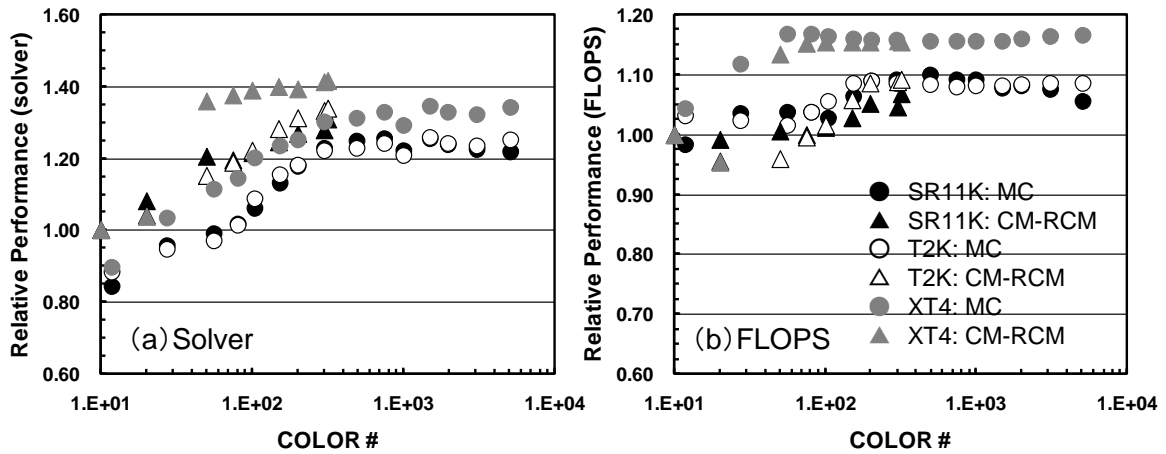 Relative Performance (solver)
1.60
1.40
1.20
1.00
0.80
0.60
(a) Solver
1.E+01
1.E+02
1.E+03
1.E+04
COLOR #
Relative Performance (FLOPS)
1.20
1.10
1.00
0.90
0.80
0.70
0.60
SR11K: MC
SR11K: CM-RCM
T2K: MC
T2K: CM-RCM
XT4: MC
XT4: CM-RCM
(b) FLOPS
1.E+01
1.E+02
1.E+03
1.E+04
COLOR #